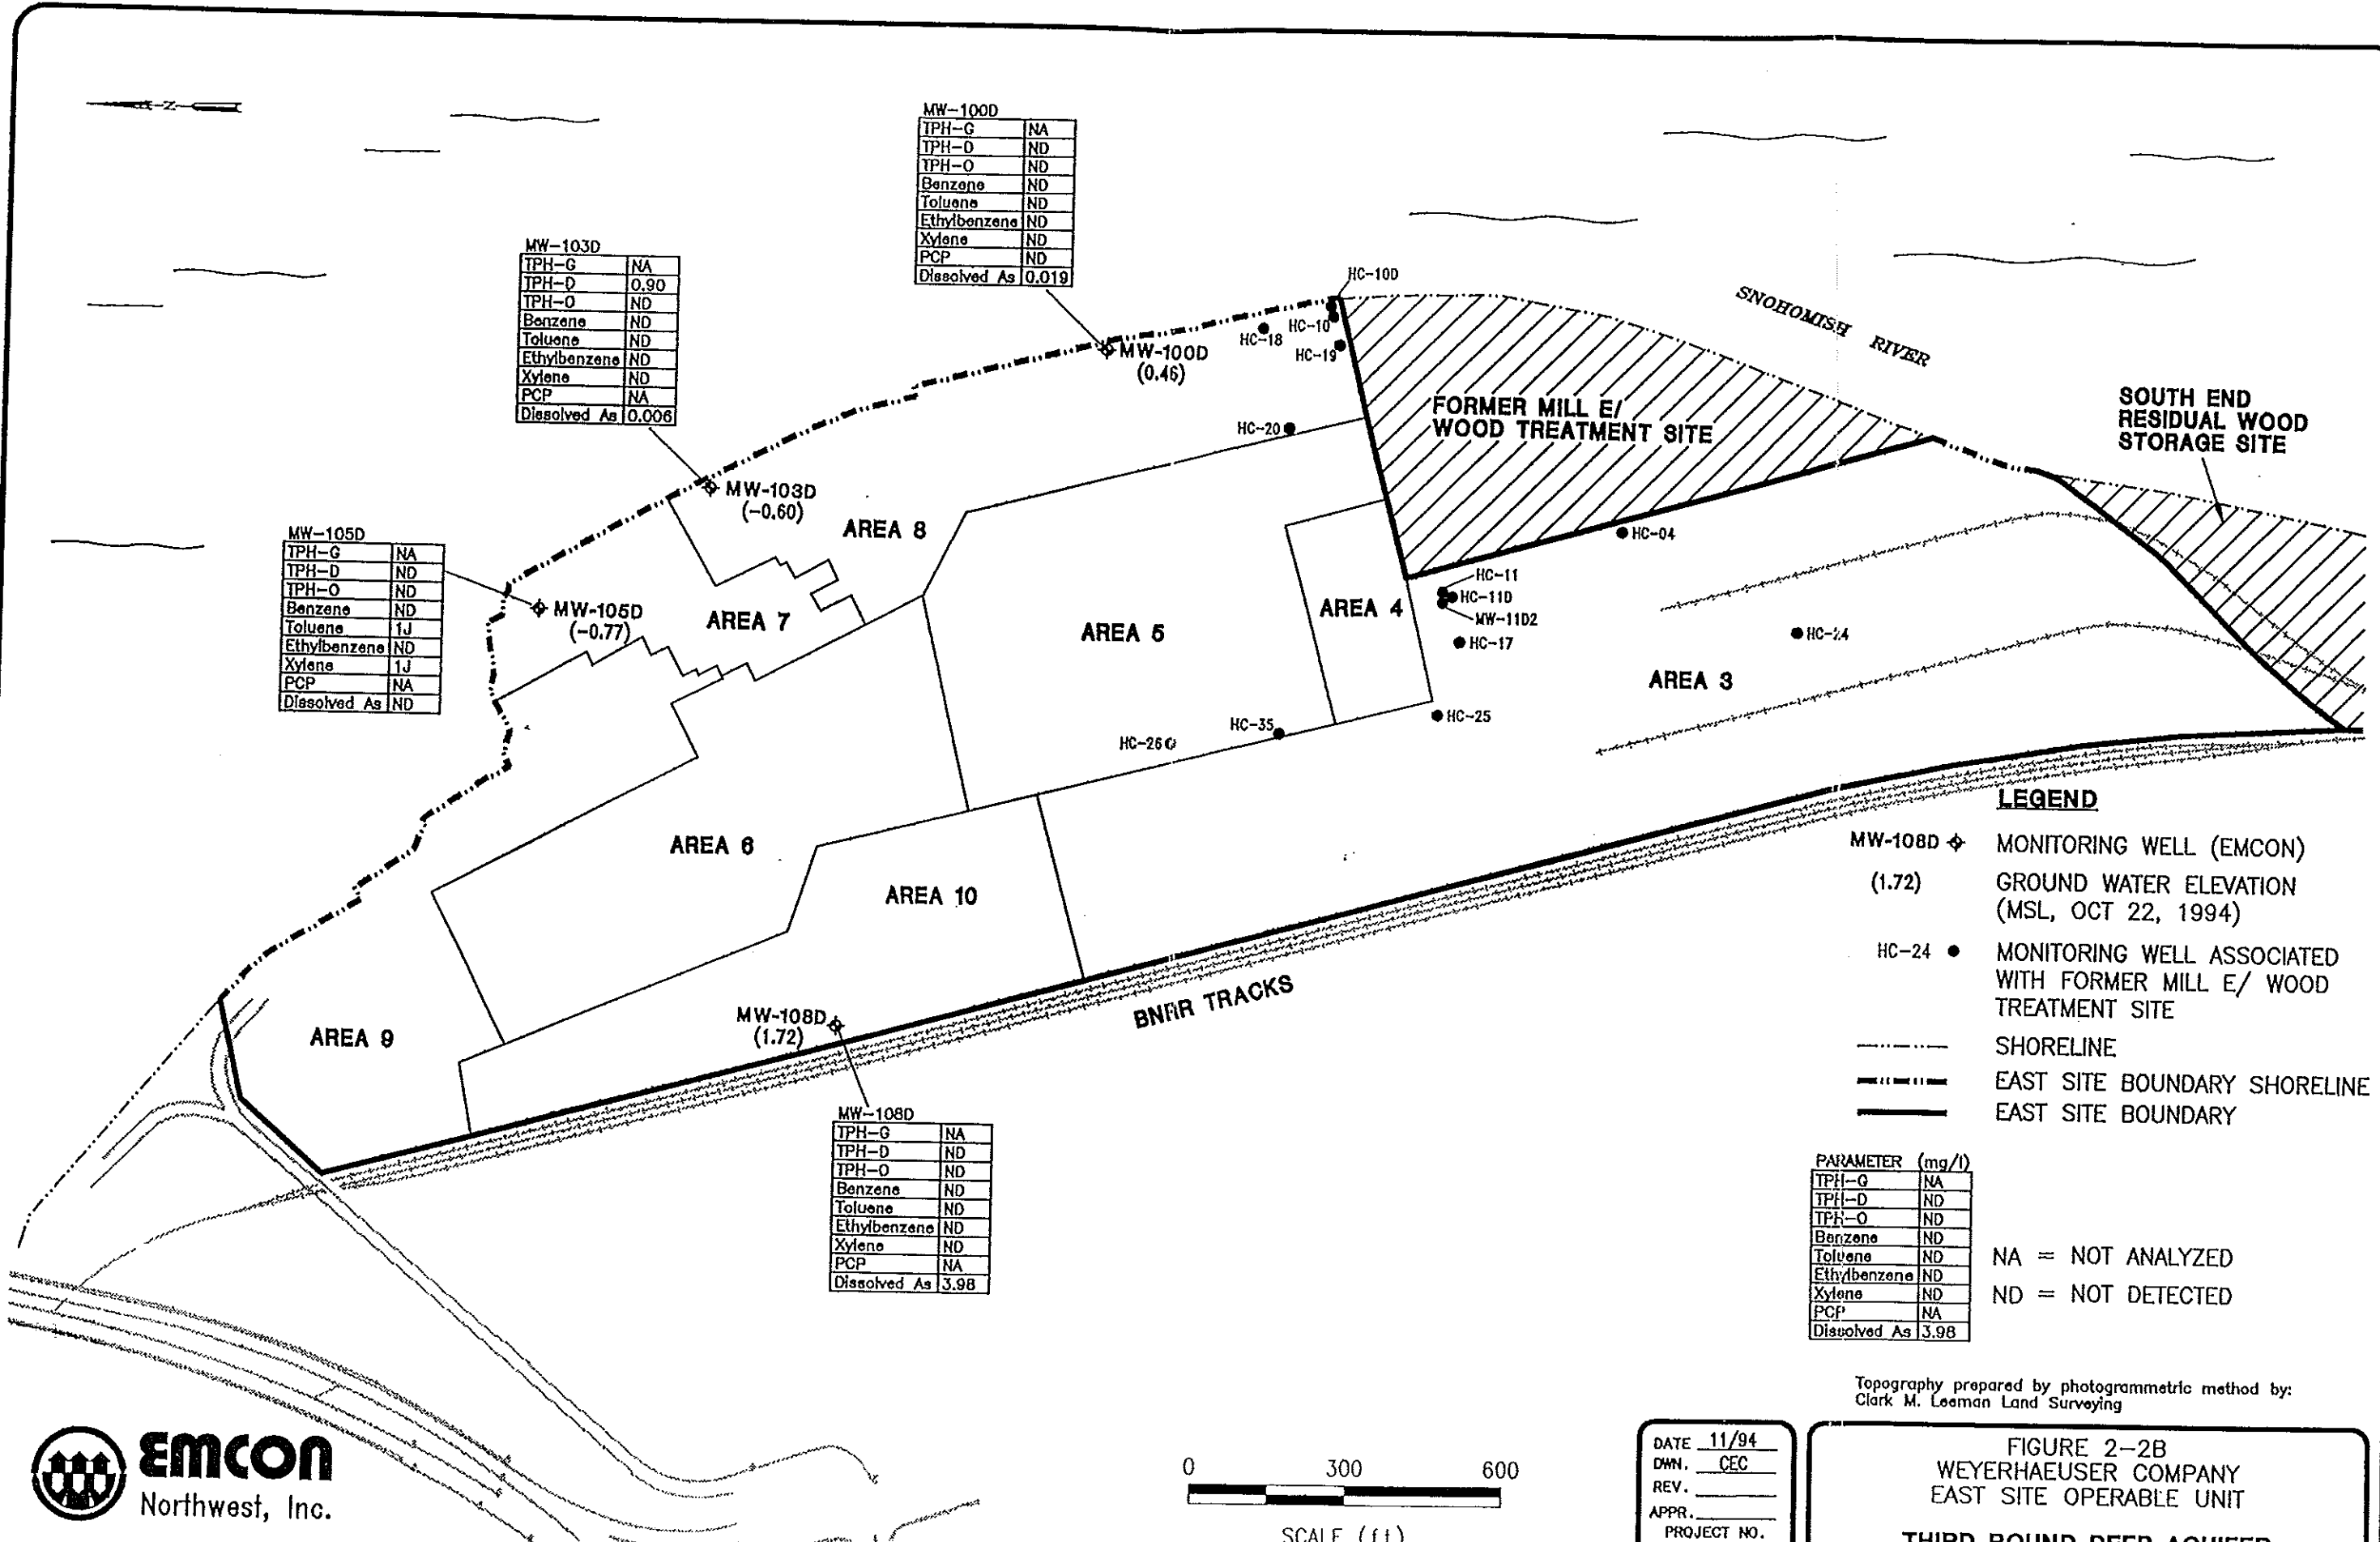 Z
MW-100D
TPH-G NA
TPH-D ND
TPH-O ND
Benzene ND
Toluene ND
Ethylbenzene ND
Xylene ND
PCP ND
Dissolved As 0.019
MW-103D
TPH-G NA
TPH-D 0.90
TPH-O ND
Benzene ND
Toluene ND
Ethylbenzene ND
Xylene ND
PCP NA
Dissolved As 0.006
MW-105D
TPH-G NA
TPH-D ND
TPH-O ND
Benzene ND
Toluene 1J
Ethylbenzene ND
Xylene 1J
PCP NA
Dissolved As ND
HC-10D
HC-18
HC-10
HC-19
MW-100D
(0.46)
SNOHOMISH RIVER
FORMER MILL E/
WOOD TREATMENT SITE
SOUTH END
RESIDUAL WOOD
STORAGE SITE
HC-20
MW-103D
(-0.60)
AREA 8
HC-04
MW-105D
(-0.77)
AREA 7
AREA 5
AREA 4
HC-11
HC-11D
MW-11D2
HC-17
HC-24
AREA 3
HC-25
HC-35
HC-26
AREA 6
AREA 10
AREA 9
MW-108D
(1.72)
BNRR TRACKS
MW-108D
TPH-G NA
TPH-D ND
TPH-O ND
Benzene ND
Toluene ND
Ethylbenzene ND
Xylene ND
PCP NA
Dissolved As 3.98
LEGEND
MW-108D MONITORING WELL (EMCON)
(1.72) GROUND WATER ELEVATION
(MSL, OCT 22, 1994)
HC-24 MONITORING WELL ASSOCIATED
WITH FORMER MILL E/ WOOD
TREATMENT SITE
SHORELINE
EAST SITE BOUNDARY SHORELINE
EAST SITE BOUNDARY
PARAMETER (mg/l)
TPH-G NA
TPH-D ND
TPH-O ND
Benzene ND
Toluene ND
Ethylbenzene ND
Xylene ND
PCP NA
Dissolved As 3.98
NA = NOT ANALYZED
ND = NOT DETECTED
Topography prepared by photogrammetric method by:
Clark M. Leeman Land Surveying
EMCON
Northwest, Inc.
0 300 600
SCALE (ft)
DATE 11/94
DWN. CEC
REV.
APPR.
PROJECT NO.
FIGURE 2-2B
WEYERHAEUSER COMPANY
EAST SITE OPERABLE UNIT
THIRD ROUND DEEP AQUIFER